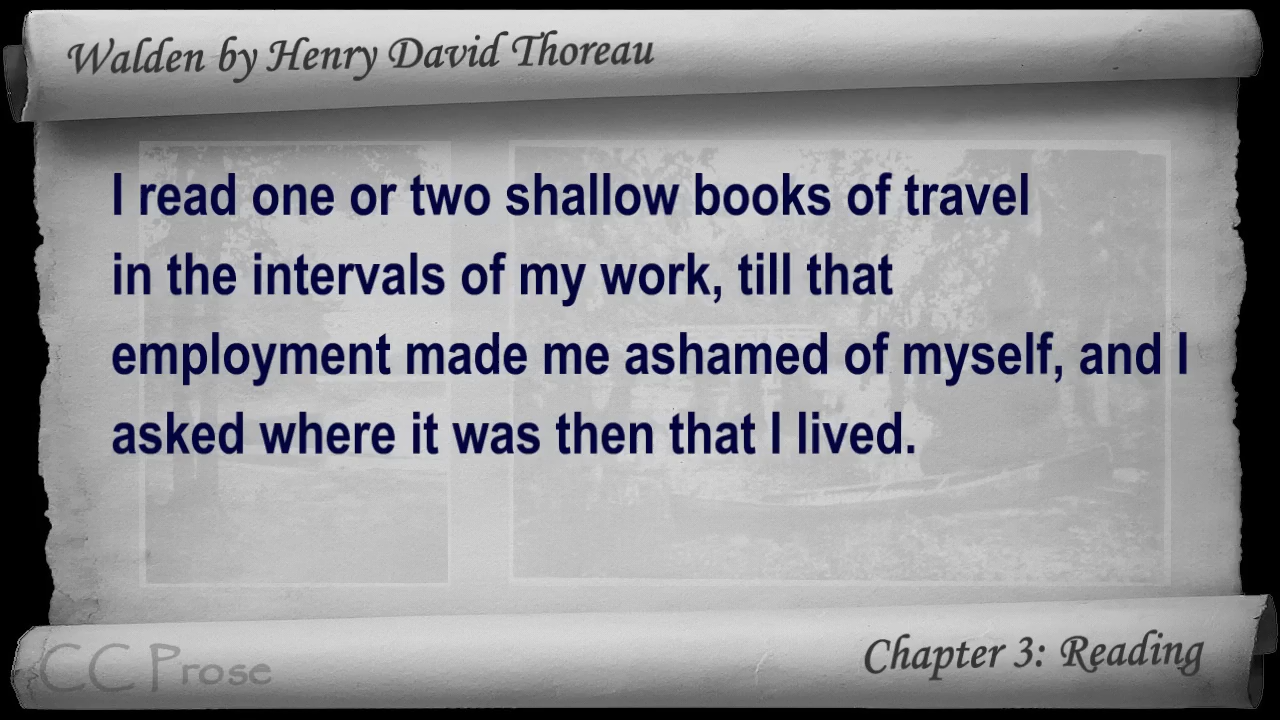 Walden by Henry David Thoreau
I read one or two shallow books of travel
in the intervals of my work, till that
employment made me ashamed of myself, and I
asked where it was then that I lived.
CC Prose
Chapter 3: Reading